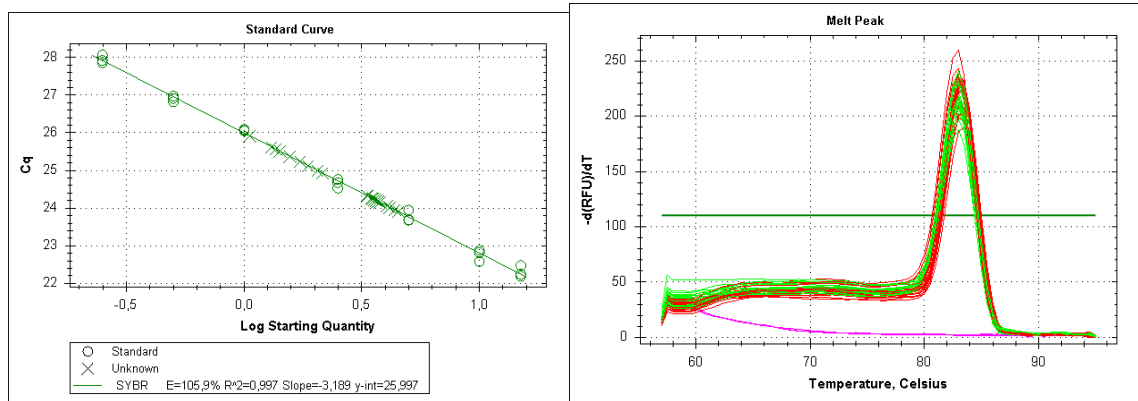 Standard Curve
28
27
26
25
24
23
22
Cq
-0,5
0,0
0,5
1,0
Log Starting Quantity
Standard
Unknown
SYBR E=105,9% R^2=0,997 Slope=-3,189 y-int=25,997
Melt Peak
250
200
150
100
50
0
-d(RFU)/dT
60
70
80
90
Temperature, Celsius